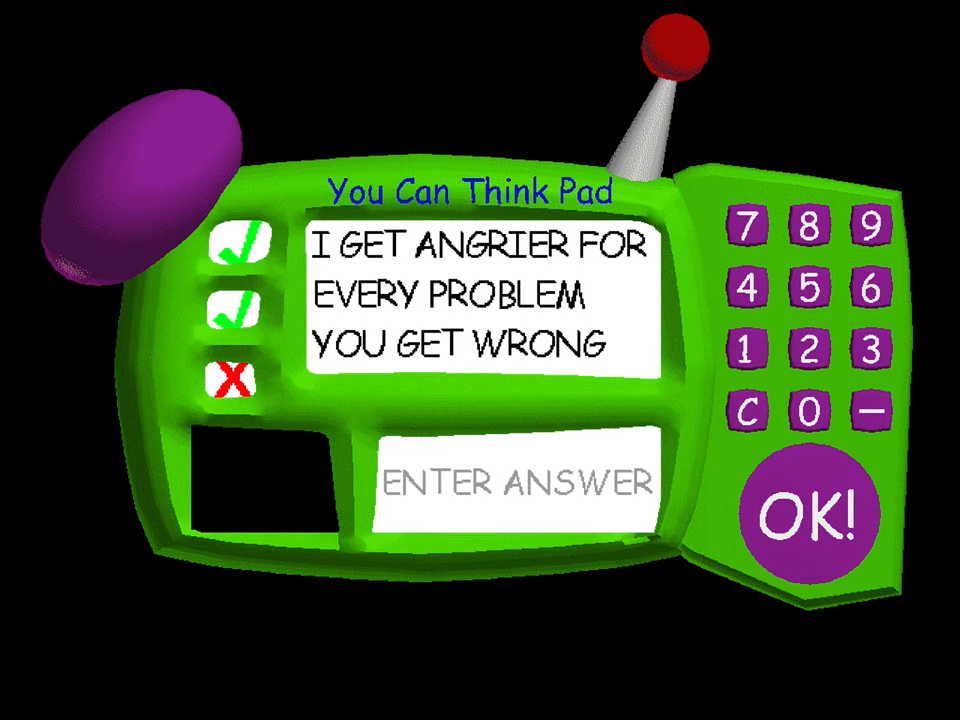 You Can Think Pad
I GET ANGRIER FOR
EVERY PROBLEM
YOU GET WRONG
ENTER ANSWER
7 8 9
4 5 6
1 2 3
C 0 –
OK!